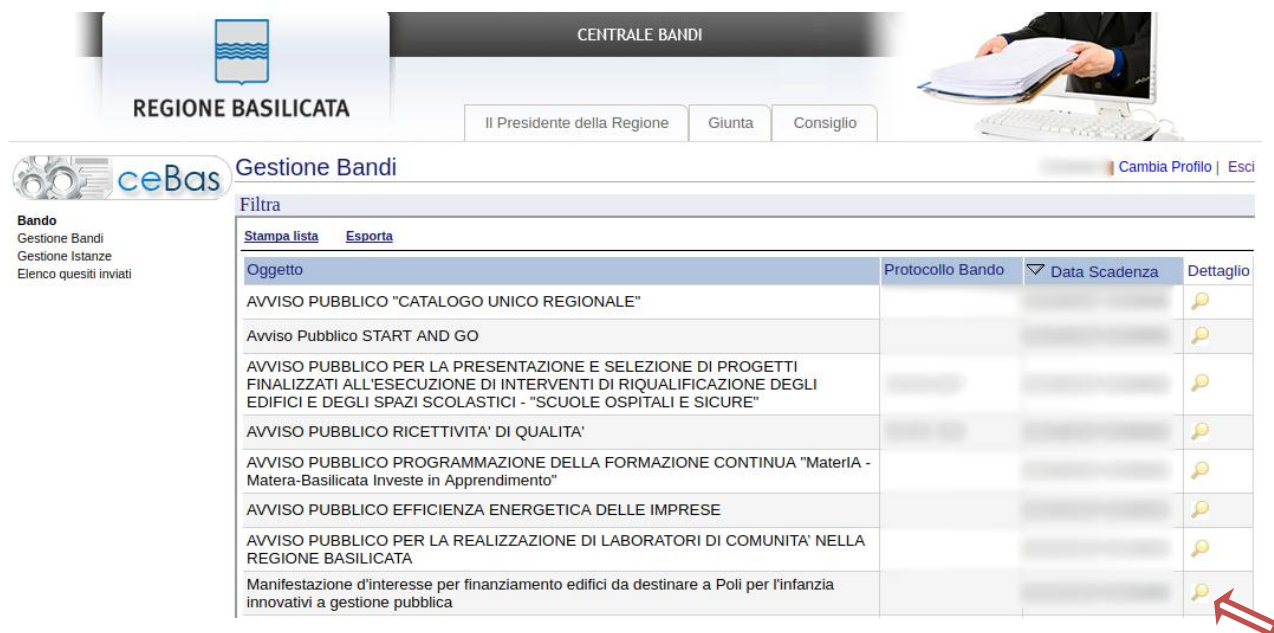 CENTRALE BANDI
REGIONE BASILICATA
Il Presidente della Regione
Giunta
Consiglio
ceBas
Gestione Bandi
| Cambia Profilo | Esci
Filtra
Bando
Gestione Bandi
Gestione Istanze
Elenco quesiti inviati
Stampa lista Esporta
Oggetto Protocollo Bando Data Scadenza Dettaglio
AVVISO PUBBLICO "CATALOGO UNICO REGIONALE"
Avviso Pubblico START AND GO
AVVISO PUBBLICO PER LA PRESENTAZIONE E SELEZIONE DI PROGETTI
FINALIZZATI ALL'ESECUZIONE DI INTERVENTI DI RIQUALIFICAZIONE DEGLI
EDIFICI E DEGLI SPAZI SCOLASTICI - "SCUOLE OSPITALI E SICURE"
AVVISO PUBBLICO RICETTIVITA' DI QUALITA'
AVVISO PUBBLICO PROGRAMMAZIONE DELLA FORMAZIONE CONTINUA "MaterIA -
Matera-Basilicata Investe in Apprendimento"
AVVISO PUBBLICO EFFICIENZA ENERGETICA DELLE IMPRESE
AVVISO PUBBLICO PER LA REALIZZAZIONE DI LABORATORI DI COMUNITA' NELLA
REGIONE BASILICATA
Manifestazione d'interesse per finanziamento edifici da destinare a Poli per l'infanzia
innovativi a gestione pubblica